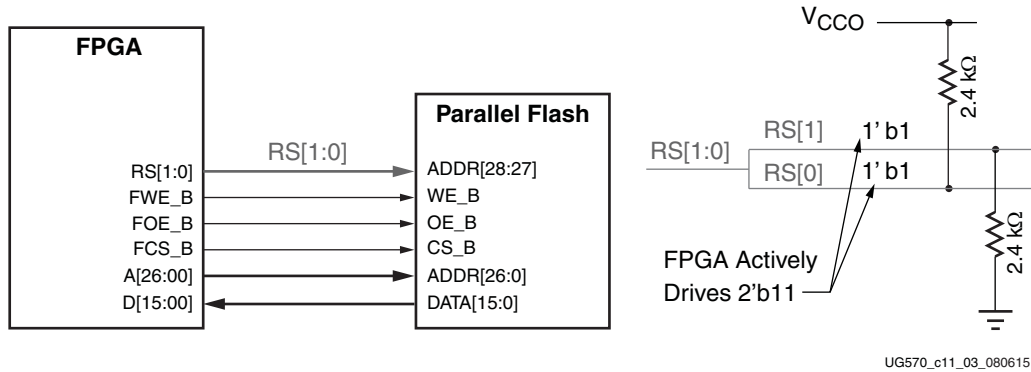 FPGA
RS[1:0]
FWE_B
FOE_B
FCS_B
A[26:00]
D[15:00]
RS[1:0]
Parallel Flash
ADDR[28:27]
WE_B
OE_B
CS_B
ADDR[26:0]
DATA[15:0]
VCCO
2.4 kΩ
RS[1:0]
RS[1] 1' b1
RS[0] 1' b1
2.4 kΩ
FPGA Actively
Drives 2'b11
UG570_c11_03_080615